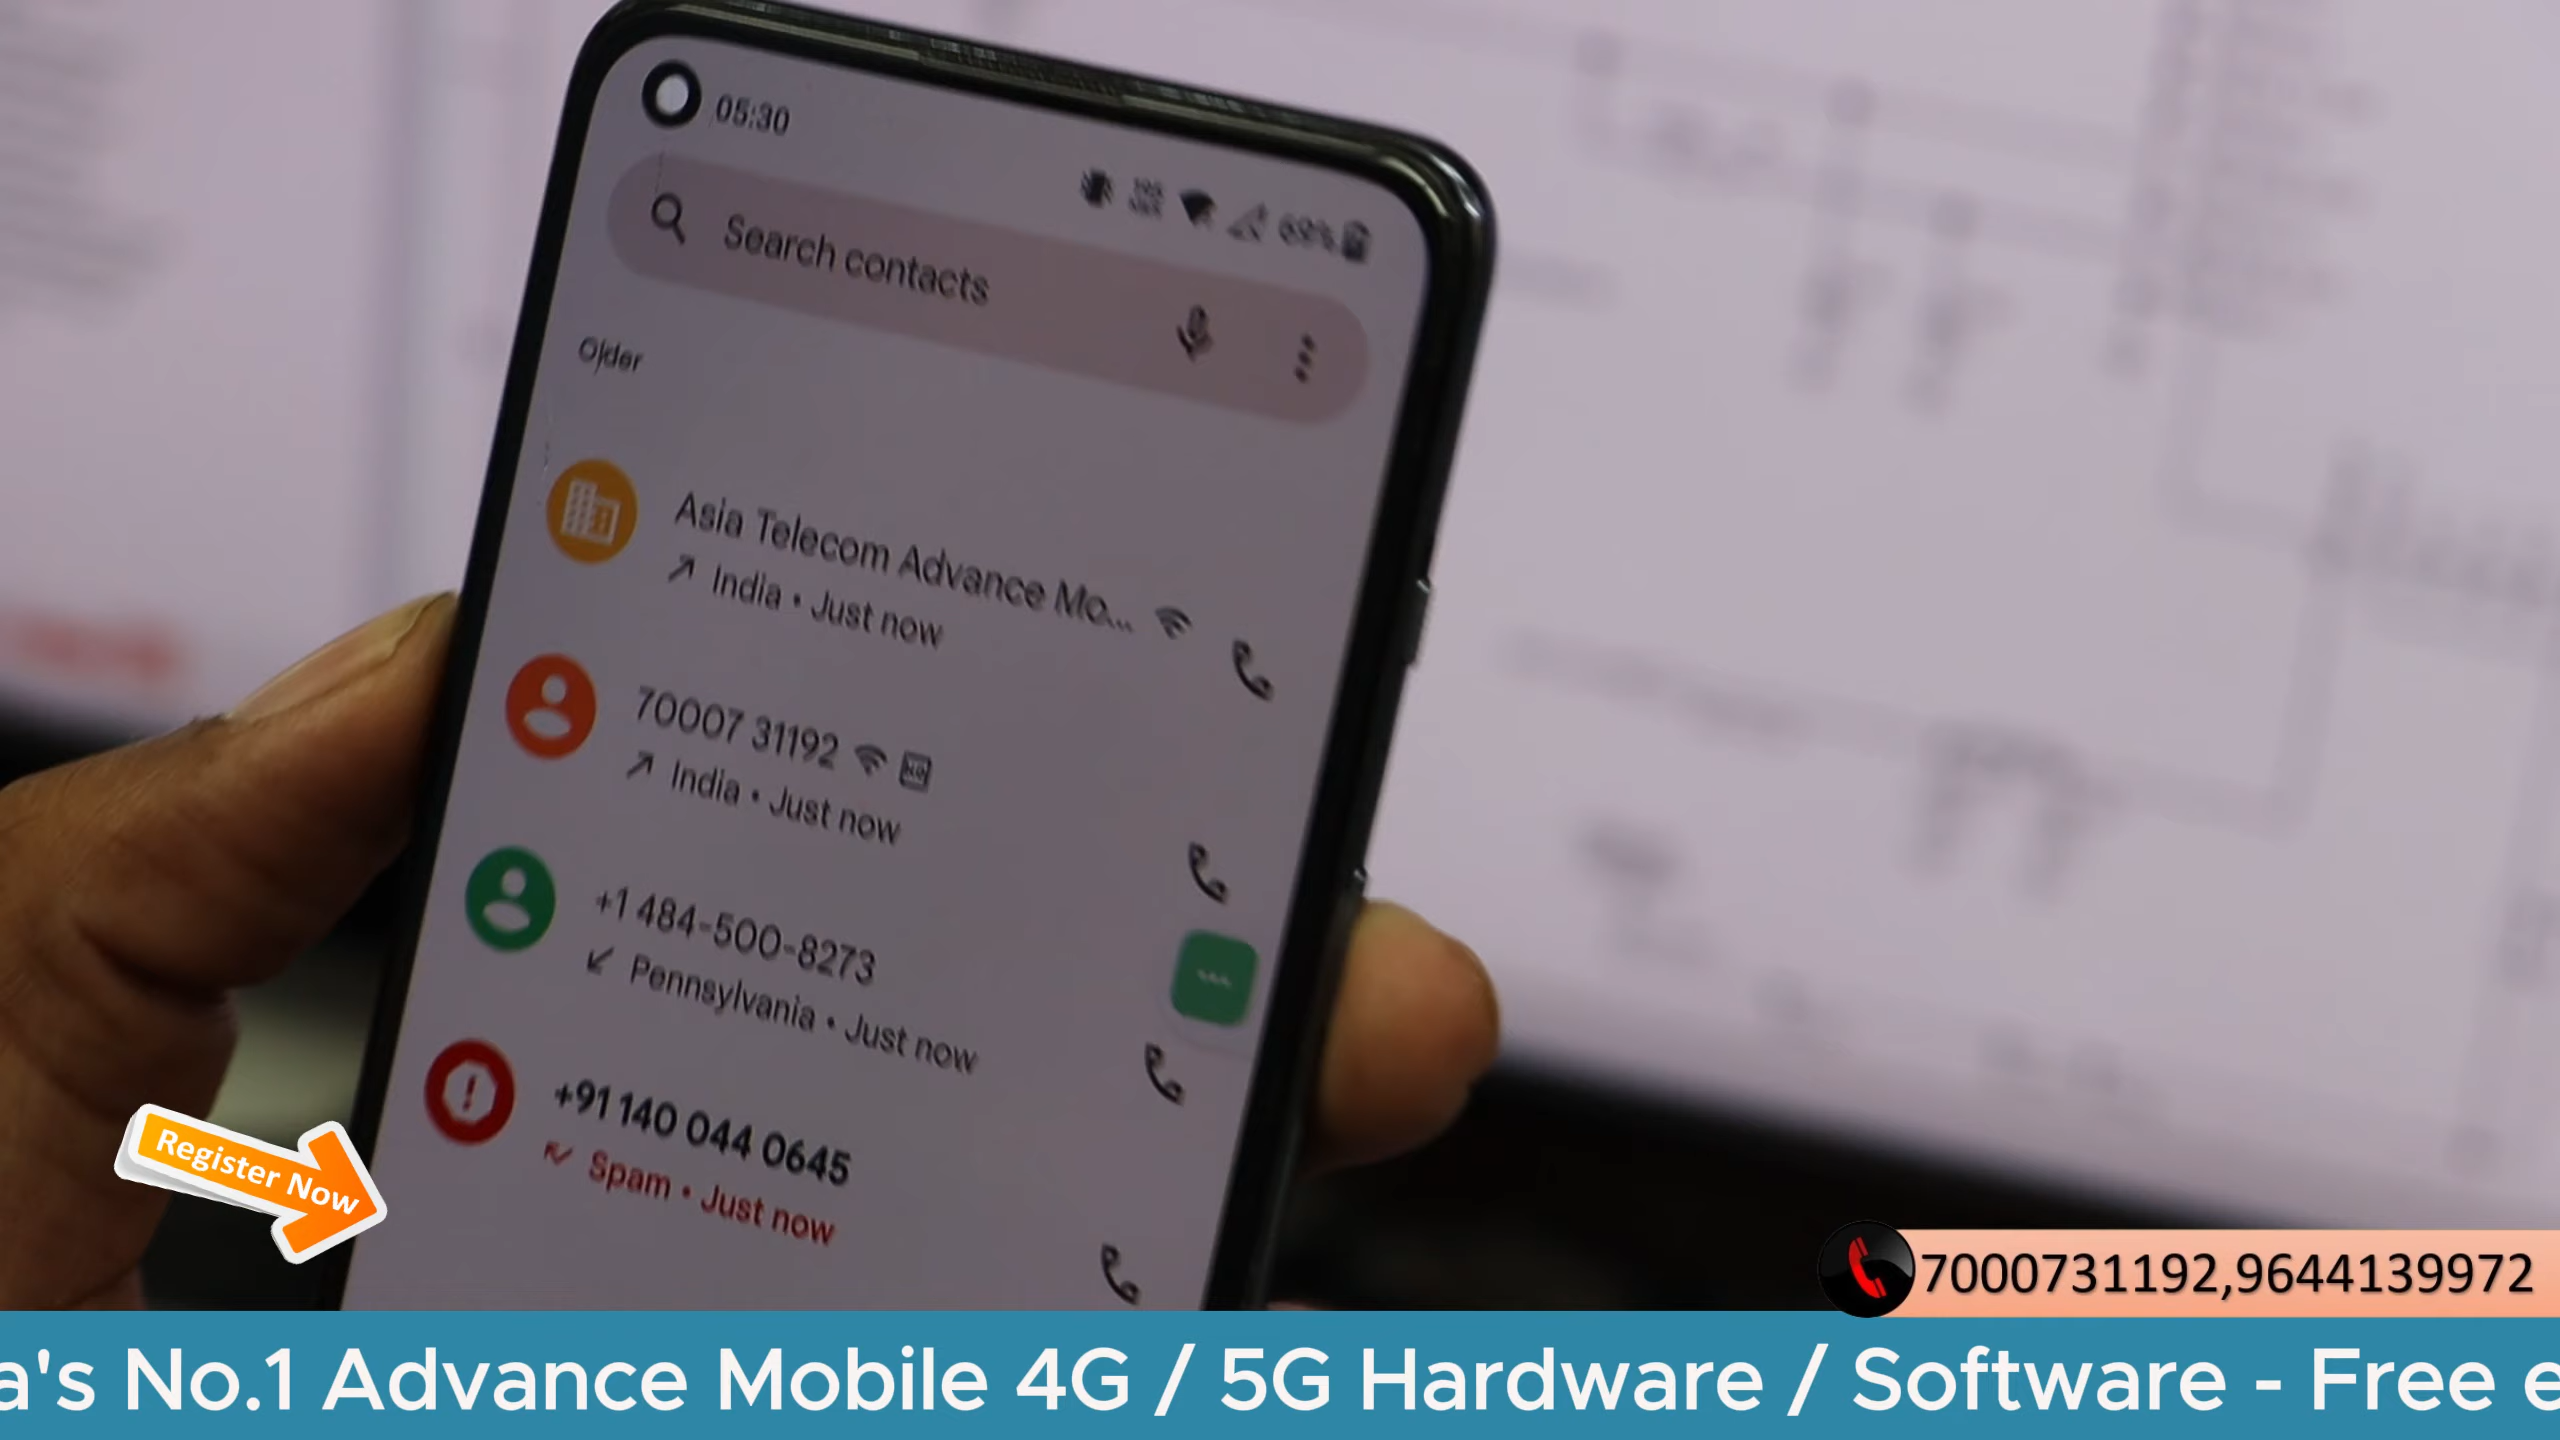 05:30
69%
Search contacts
Older
Asia Telecom Advance Mo...
India • Just now
70007 31192
India • Just now
+1 484-500-8273
Pennsylvania • Just now
+91 140 044 0645
Spam • Just now
Register Now
7000731192,9644139972
a's No.1 Advance Mobile 4G / 5G Hardware / Software - Free e